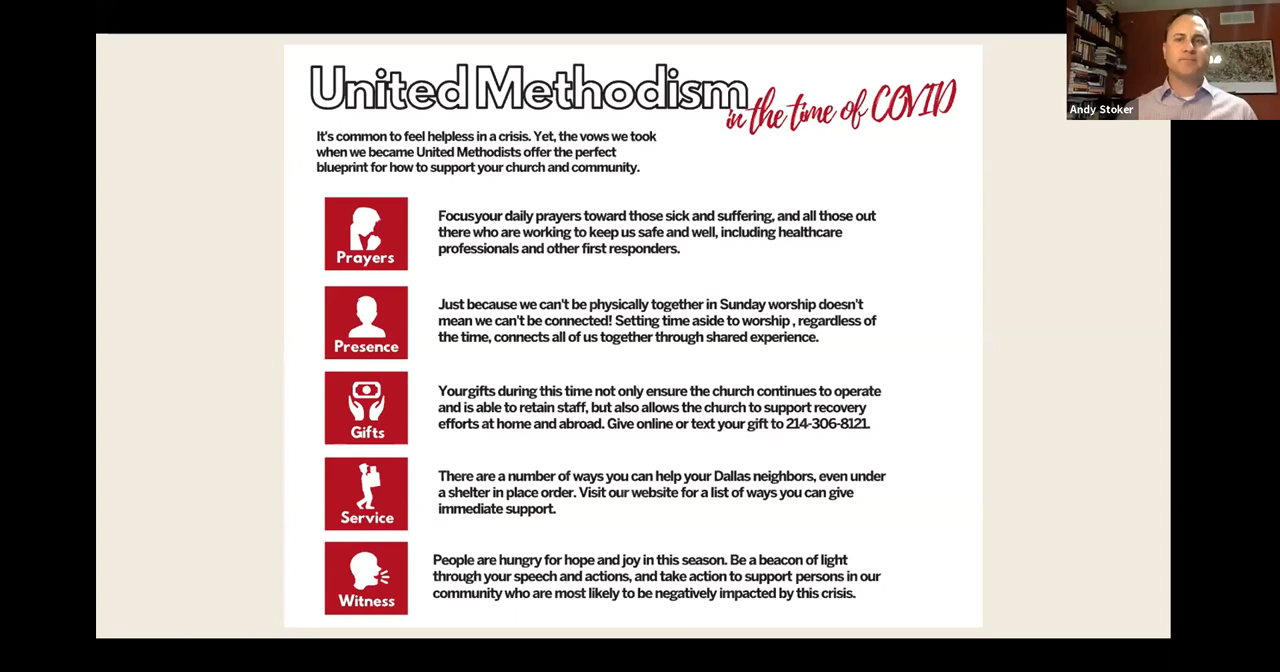 United Methodism
in the time of COVID
It's common to feel helpless in a crisis. Yet, the vows we took
when we became United Methodists offer the perfect
blueprint for how to support your church and community.
Prayers
Focusyour daily prayers toward those sick and suffering, and all those out
there who are working to keep us safe and well, including healthcare
professionals and other first responders.
Presence
Just because we can't be physically together in Sunday worship doesn't
mean we can't be connected! Setting time aside to worship , regardless of
the time, connects all of us together through shared experience.
Gifts
Yourgifts during this time not only ensure the church continues to operate
and is able to retain staff, but also allows the church to support recovery
efforts at home and abroad. Give online or text your gift to 214-306-8121.
Service
There are a number of ways you can help your Dallas neighbors, even under
a shelter in place order. Visit our website for a list of ways you can give
immediate support.
Witness
People are hungry for hope and joy in this season. Be a beacon of light
through your speech and actions, and take action to support persons in our
community who are most likely to be negatively impacted by this crisis.
Andy Stoker